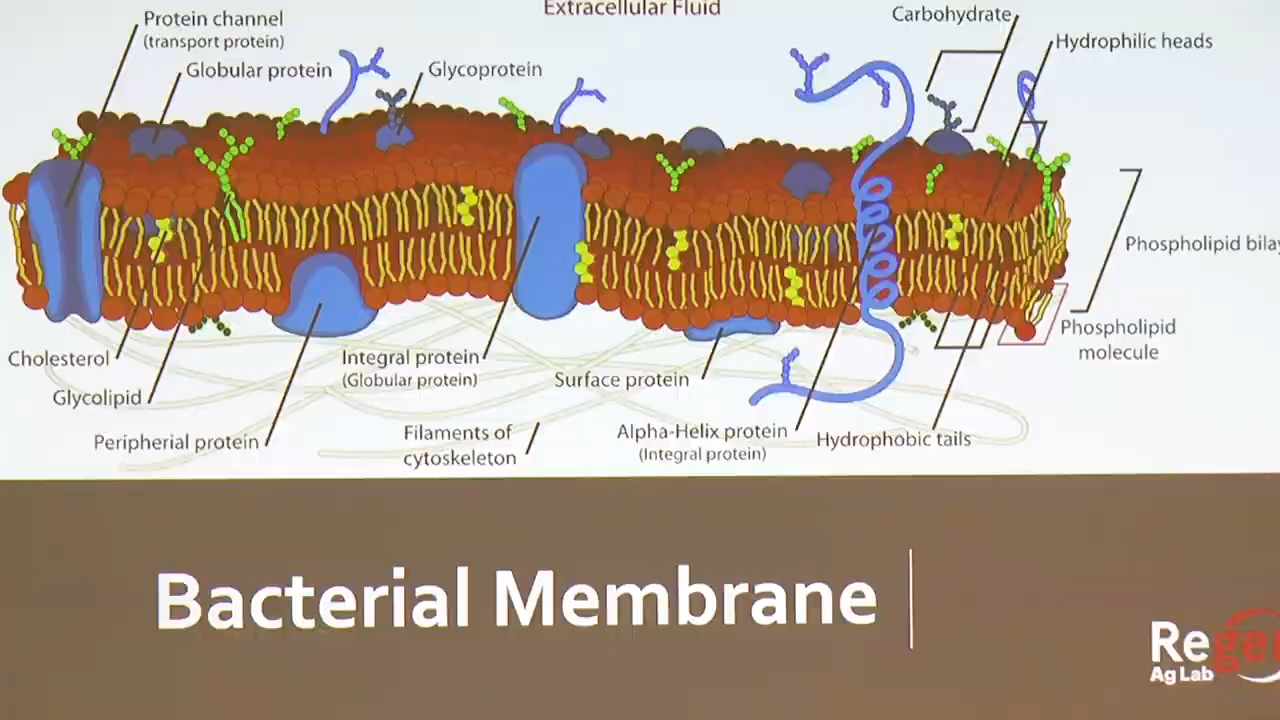 Extracellular Fluid
Protein channel
(transport protein)
Globular protein
Glycoprotein
Carbohydrate
Hydrophilic heads
Phospholipid bila
Phospholipid
molecule
Cholesterol
Glycolipid
Peripherial protein
Integral protein
(Globular protein)
Filaments of
cytoskeleton
Surface protein
Alpha-Helix protein
(Integral protein)
Hydrophobic tails
Bacterial Membrane
Regen
Ag Lab